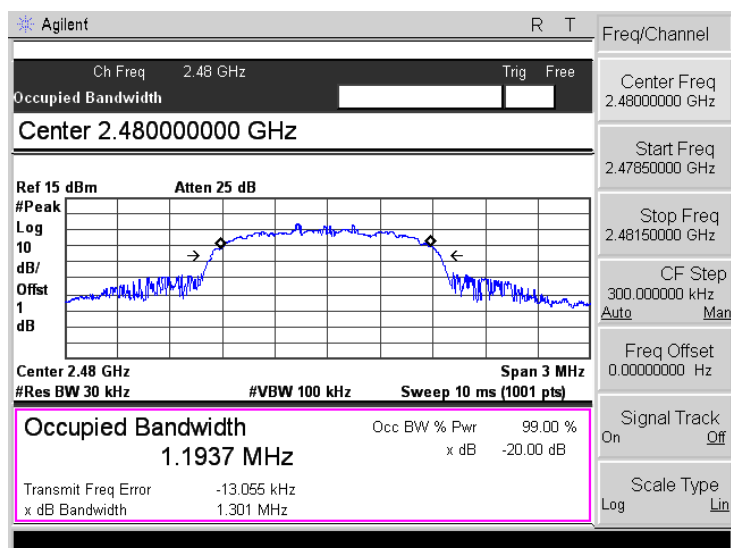 Agilent R T
Ch Freq 2.48 GHz Trig Free
Occupied Bandwidth
Center 2.480000000 GHz
Ref 15 dBm Atten 25 dB
#Peak
Log
10
dB/
Offst
1
dB
Center 2.48 GHz Span 3 MHz
#Res BW 30 kHz #VBW 100 kHz Sweep 10 ms (1001 pts)
Occupied Bandwidth Occ BW % Pwr 99.00 %
1.1937 MHz x dB -20.00 dB
Transmit Freq Error -13.055 kHz
x dB Bandwidth 1.301 MHz
Freq/Channel
Center Freq
2.48000000 GHz
Start Freq
2.47850000 GHz
Stop Freq
2.48150000 GHz
CF Step
300.000000 kHz
Auto Man
Freq Offset
0.00000000 Hz
Signal Track
On Off
Scale Type
Log Lin